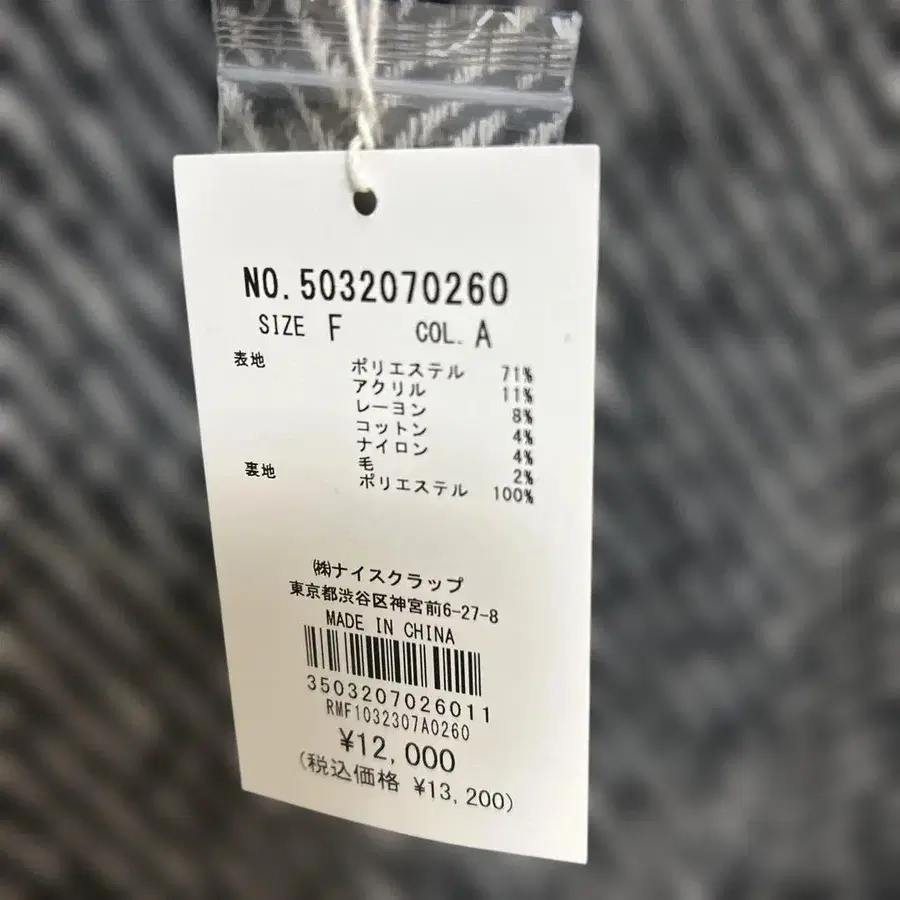 NO. 5032070260
SIZE F COL. A
表地 ポリエステル 71%
アクリル 11%
レーヨン 8%
コットン 4%
ナイロン 4%
毛 2%
裏地 ポリエステル 100%
㈱ナイスクラップ
東京都渋谷区神宮前6-27-8
MADE IN CHINA
3503207026011
RMF1032307A0260
¥12,000
(税込価格 ¥13,200)